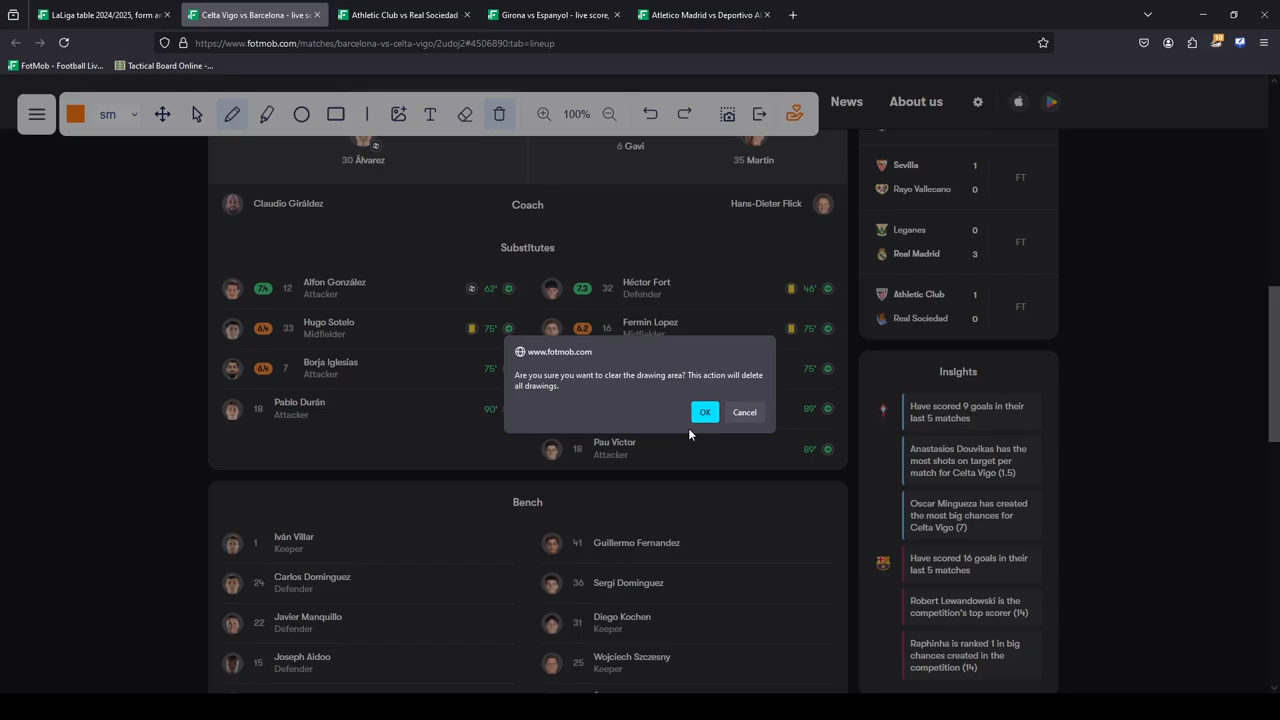 LaLiga table 2024/2025, form ar
Celta Vigo vs Barcelona - live sc
Athletic Club vs Real Sociedad
Girona vs Espanyol - live score,
Atletico Madrid vs Deportivo Al
https://www.fotmob.com/matches/barcelona-vs-celta-vigo/2udoj2#4506890:tab=lineup
10
FotMob - Football Liv...
Tactical Board Online -...
sm
T
100%
News
About us
30 Álvarez
6 Gavi
35 Martin
Claudio Giráldez
Coach
Hans-Dieter Flick
Substitutes
7.4
12
Alfon González
Attacker
62'
7.3
32
Héctor Fort
Defender
46'
6.4
33
Hugo Sotelo
Midfielder
75'
6.2
16
Fermin Lopez
Midfielder
75'
6.4
7
Borja Iglesias
Attacker
75'
75'
18
Pablo Durán
Attacker
90'
89'
18
Pau Victor
Attacker
89'
www.fotmob.com
Are you sure you want to clear the drawing area? This action will delete
all drawings.
OK
Cancel
Bench
1
Iván Villar
Keeper
41
Guillermo Fernandez
24
Carlos Dominguez
Defender
36
Sergi Dominguez
22
Javier Manquillo
Defender
31
Diego Kochen
Keeper
15
Joseph Aidoo
Defender
25
Wojciech Szczesny
Keeper
Sevilla
1
Rayo Vallecano
0
FT
Leganes
0
Real Madrid
3
FT
Athletic Club
1
Real Sociedad
0
FT
Insights
Have scored 9 goals in their
last 5 matches
Anastasios Douvikas has the
most shots on target per
match for Celta Vigo (1.5)
Oscar Mingueza has created
the most big chances for
Celta Vigo (7)
Have scored 16 goals in their
last 5 matches
Robert Lewandowski is the
competition's top scorer (14)
Raphinha is ranked 1 in big
chances created in the
competition (14)